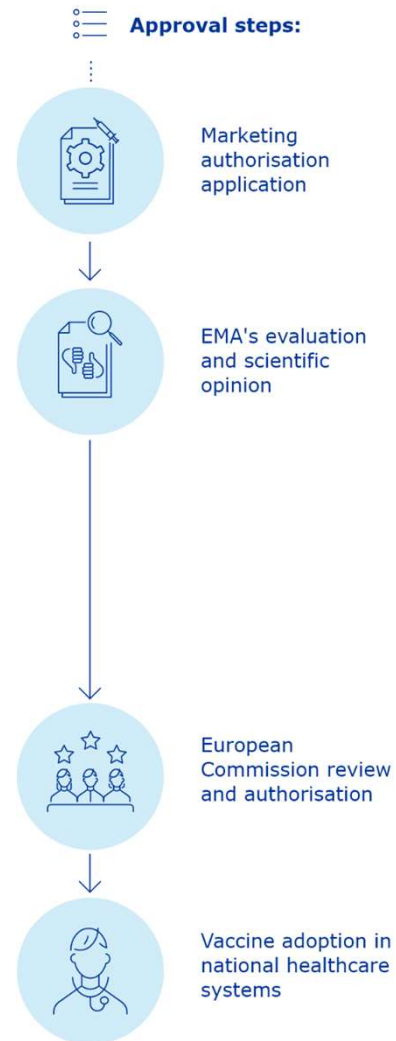 Approval steps:
Marketing
authorisation
application
EMA's evaluation
and scientific
opinion
European
Commission review
and authorisation
Vaccine adoption in
national healthcare
systems